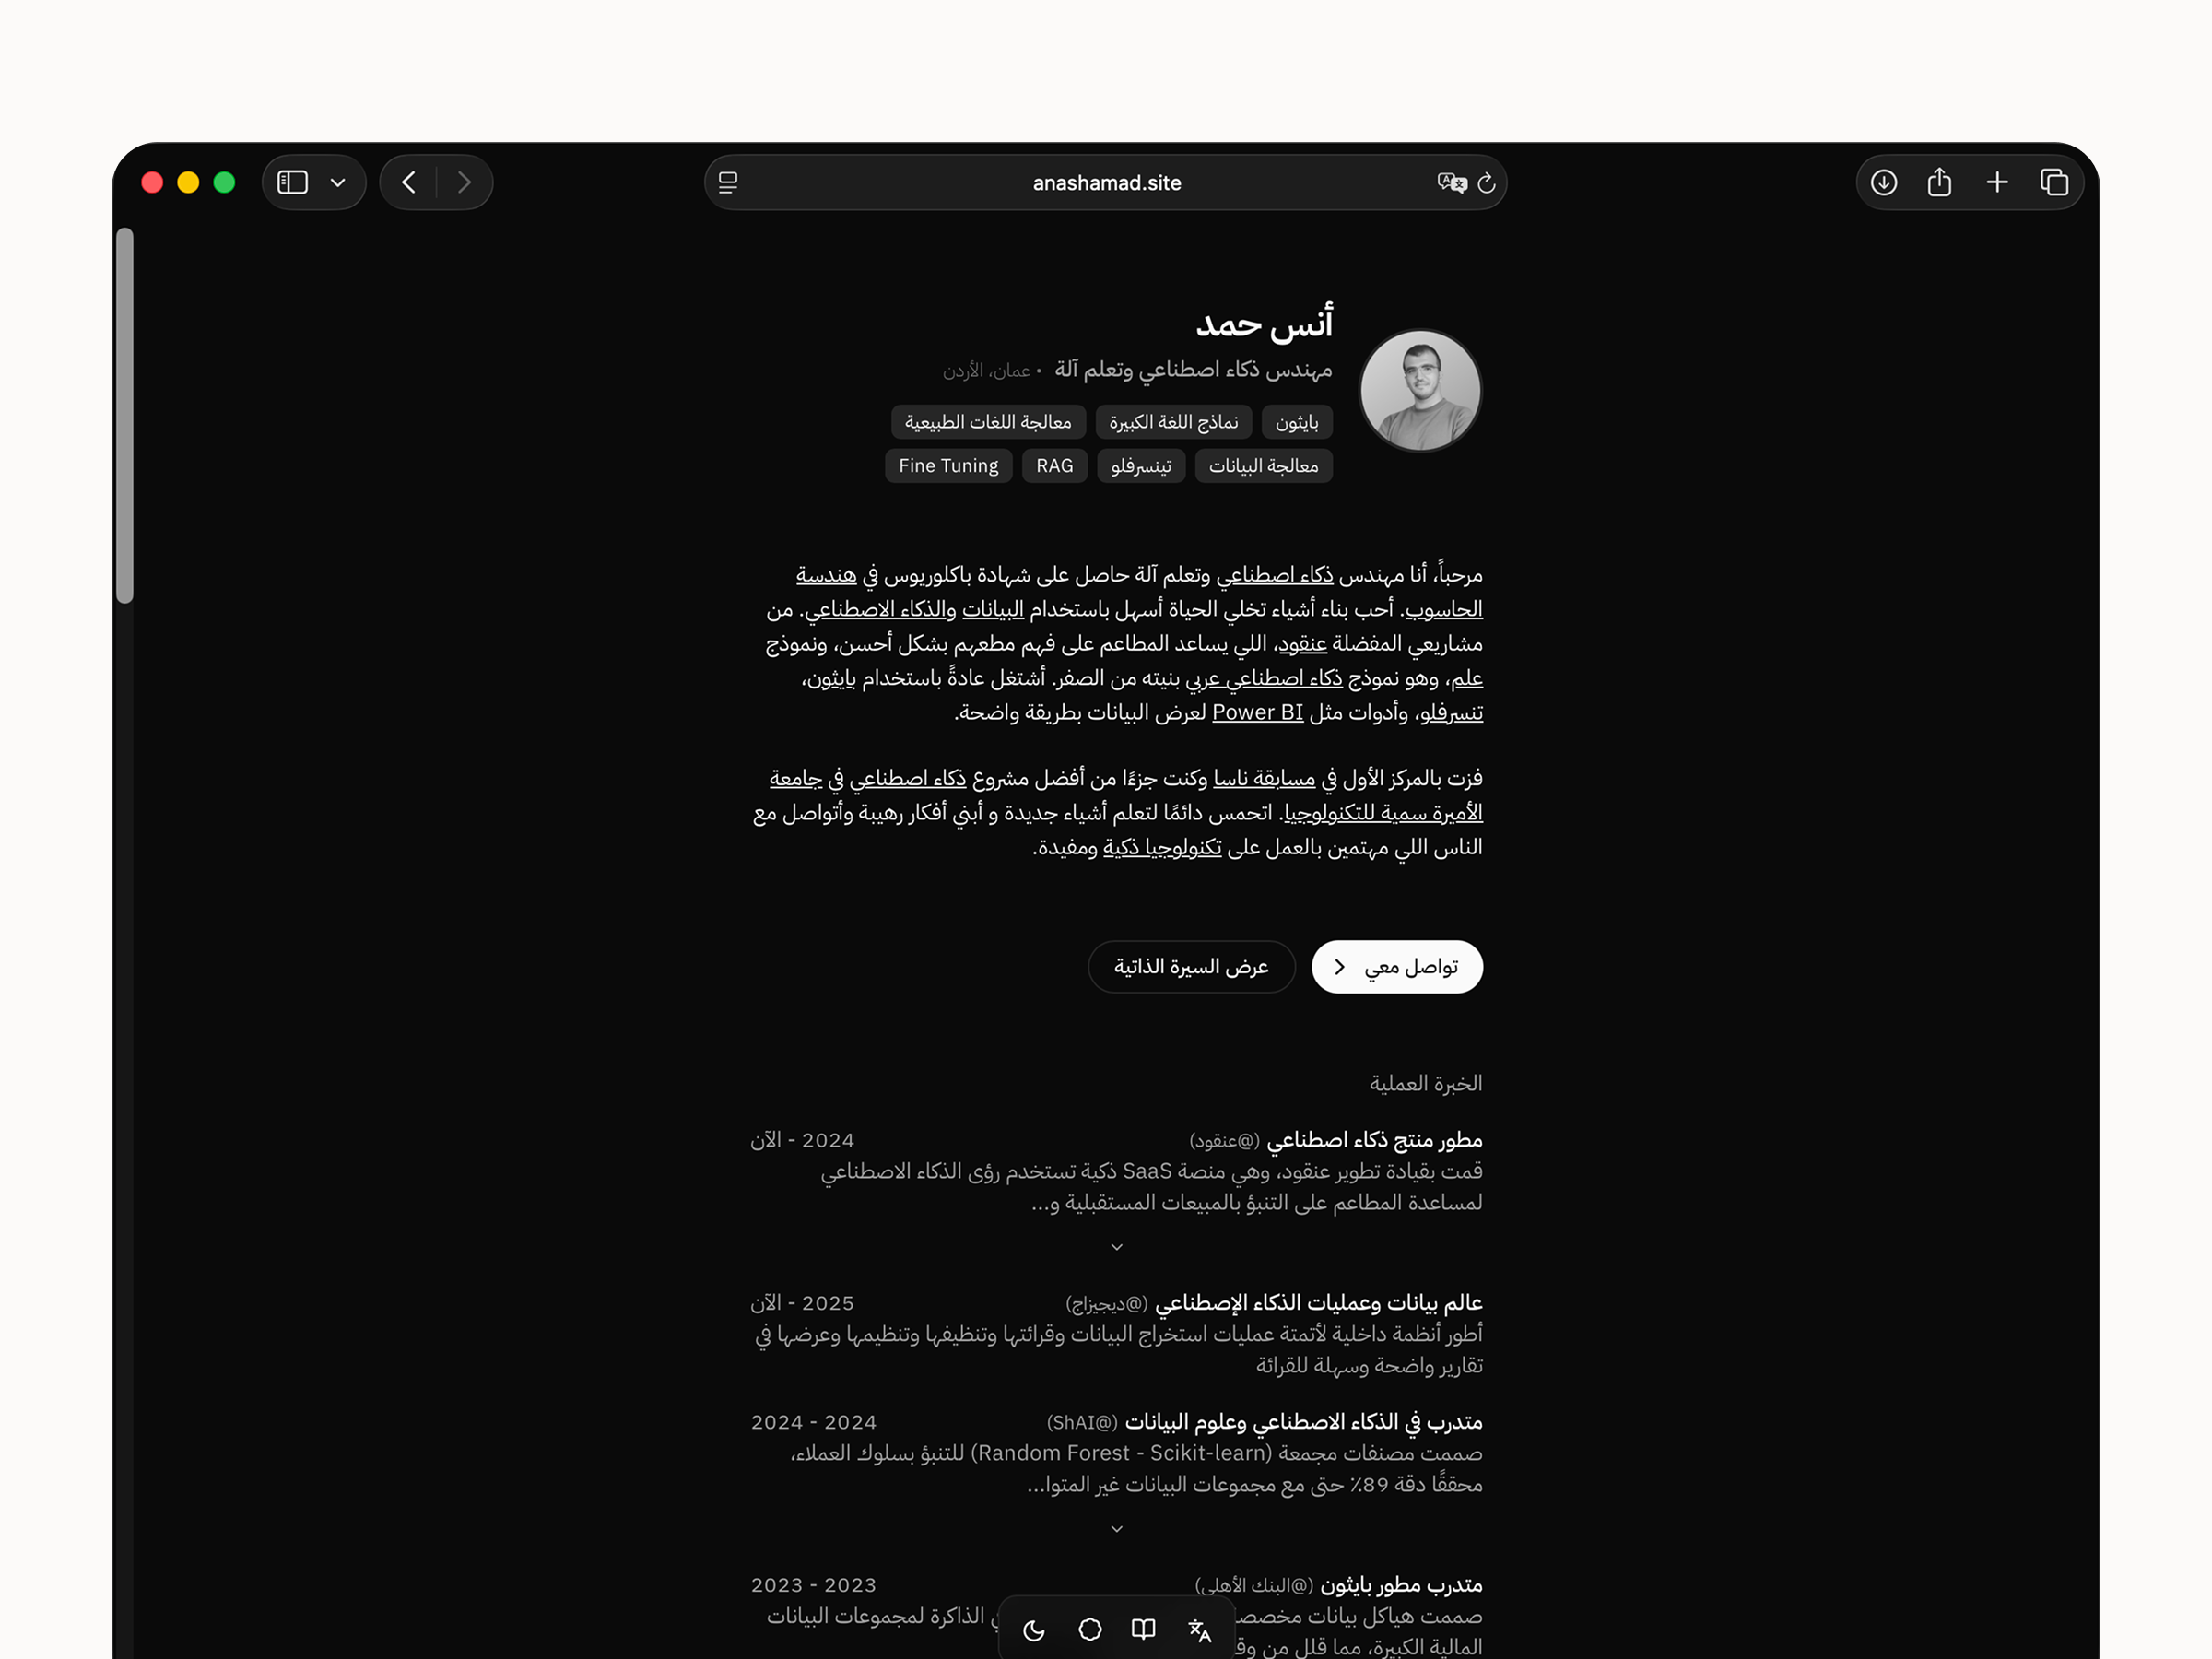 anashamad.site
أنس حمد
مهندس ذكاء اصطناعي وتعلم آلة • عمان، الأردن
بايثون نماذج اللغة الكبيرة معالجة اللغات الطبيعية
معالجة البيانات تينسرفلو RAG Fine Tuning
مرحباً، أنا مهندس ذكاء اصطناعي وتعلم آلة حاصل على شهادة باكلوريوس في هندسة
الحاسوب. أحب بناء أشياء تخلي الحياة أسهل باستخدام البيانات والذكاء الاصطناعي. من
مشاريعي المفضلة عنقود، اللي يساعد المطاعم على فهم مطعهم بشكل أحسن، ونموذج
علم، وهو نموذج ذكاء اصطناعي عربي بنيته من الصفر. أشتغل عادةً باستخدام بايثون،
تنسرفلو، وأدوات مثل Power BI لعرض البيانات بطريقة واضحة.
فزت بالمركز الأول في مسابقة ناسا وكنت جزءًا من أفضل مشروع ذكاء اصطناعي في جامعة
الأميرة سمية للتكنولوجيا. اتحمس دائمًا لتعلم أشياء جديدة و أبني أفكار رهيبة وأتواصل مع
الناس اللي مهتمين بالعمل على تكنولوجيا ذكية ومفيدة.
تواصل معي
عرض السيرة الذاتية
الخبرة العملية
مطور منتج ذكاء اصطناعي (@عنقود) 2024 - الآن
قمت بقيادة تطوير عنقود، وهي منصة SaaS ذكية تستخدم رؤى الذكاء الاصطناعي
لمساعدة المطاعم على التنبؤ بالمبيعات المستقبلية و...
عالم بيانات وعمليات الذكاء الإصطناعي (@ديجيزاج) 2025 - الآن
أطور أنظمة داخلية لأتمتة عمليات استخراج البيانات وقرائتها وتنظيفها وتنظيمها وعرضها في
تقارير واضحة وسهلة للقرائة
متدرب في الذكاء الاصطناعي وعلوم البيانات (@ShAI) 2024 - 2024
صممت مصنفات مجمعة (Random Forest - Scikit-learn) للتنبؤ بسلوك العملاء،
محققًا دقة 89٪ حتى مع مجموعات البيانات غير المتوا...
متدرب مطور بايثون (@البنك الأهلي) 2023 - 2023
صممت هياكل بيانات الذاكرة لمجموعات البيانات
المالية الكبيرة، مما قلل من